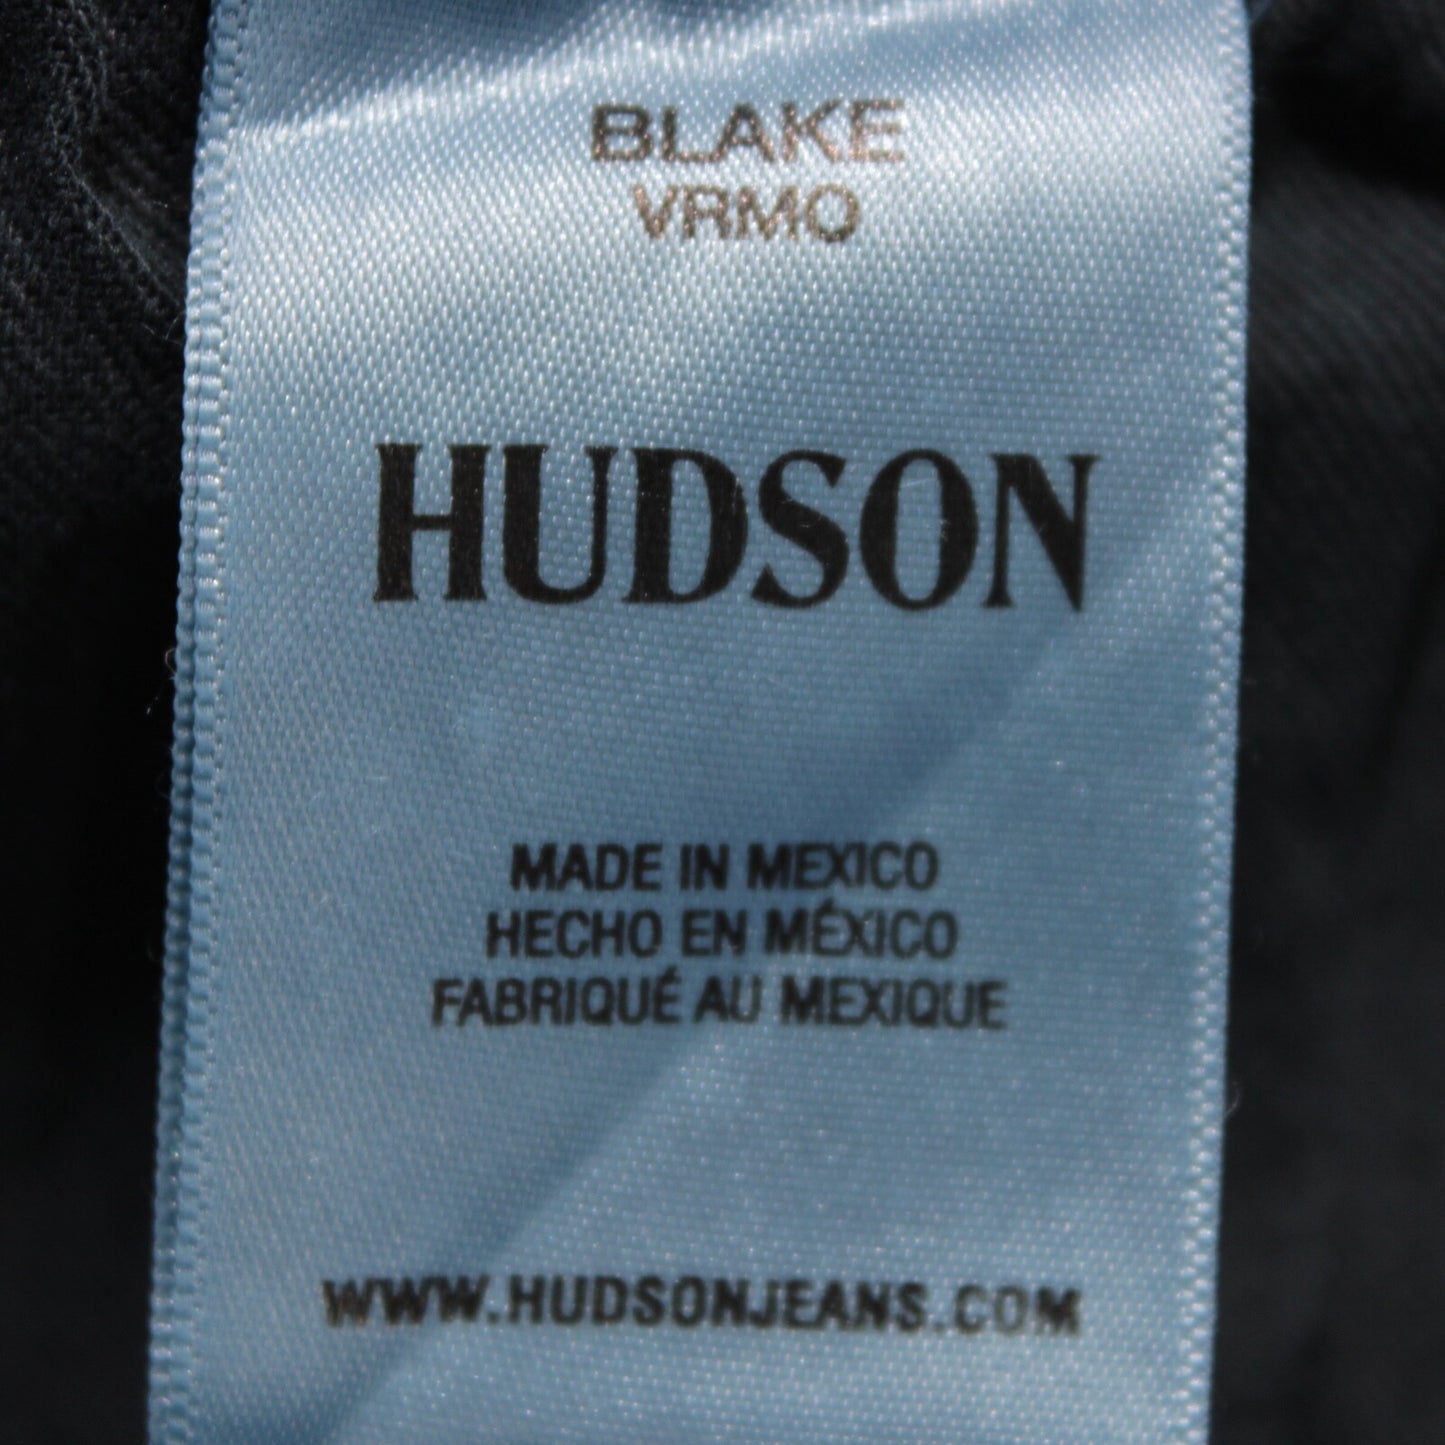 BLAKE
VRMO
HUDSON
MADE IN MEXICO
HECHO EN MÉXICO
FABRIQUÉ AU MEXIQUE
WWW.HUDSONJEANS.COM